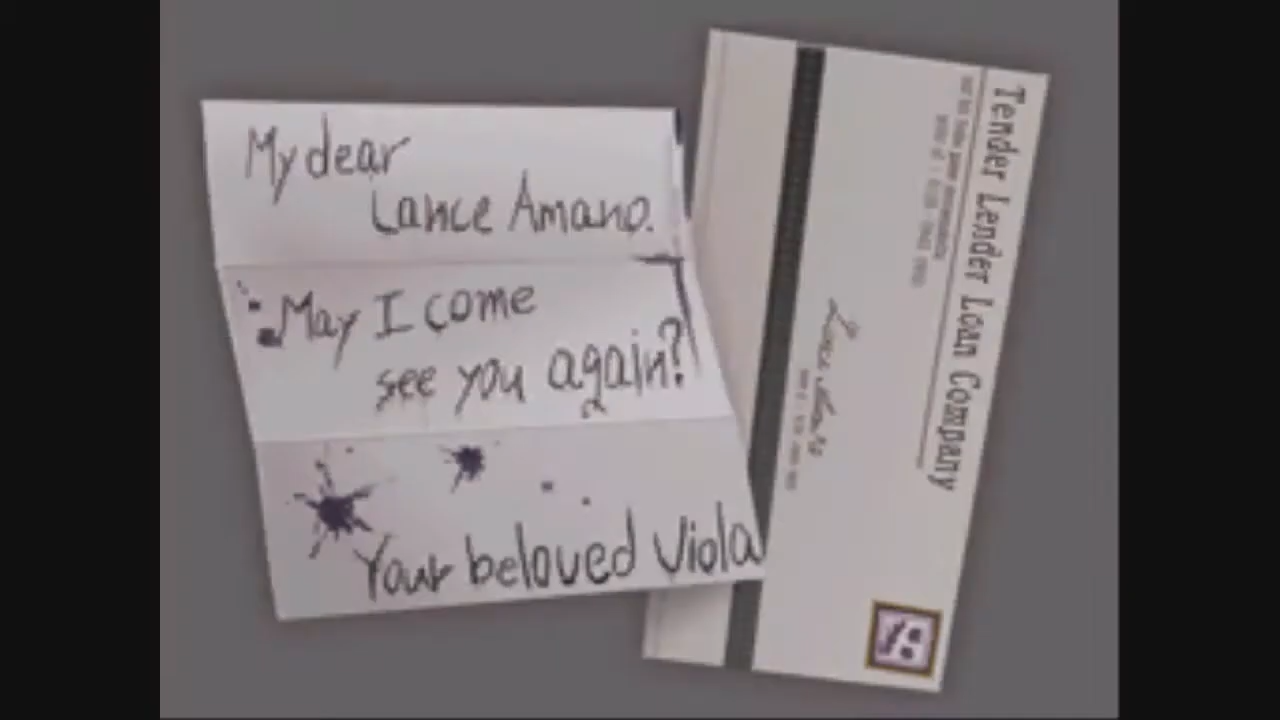 My dear
Lance Amano.
May I come
see you again?
Your beloved Viola
Tender Lender Loan Company